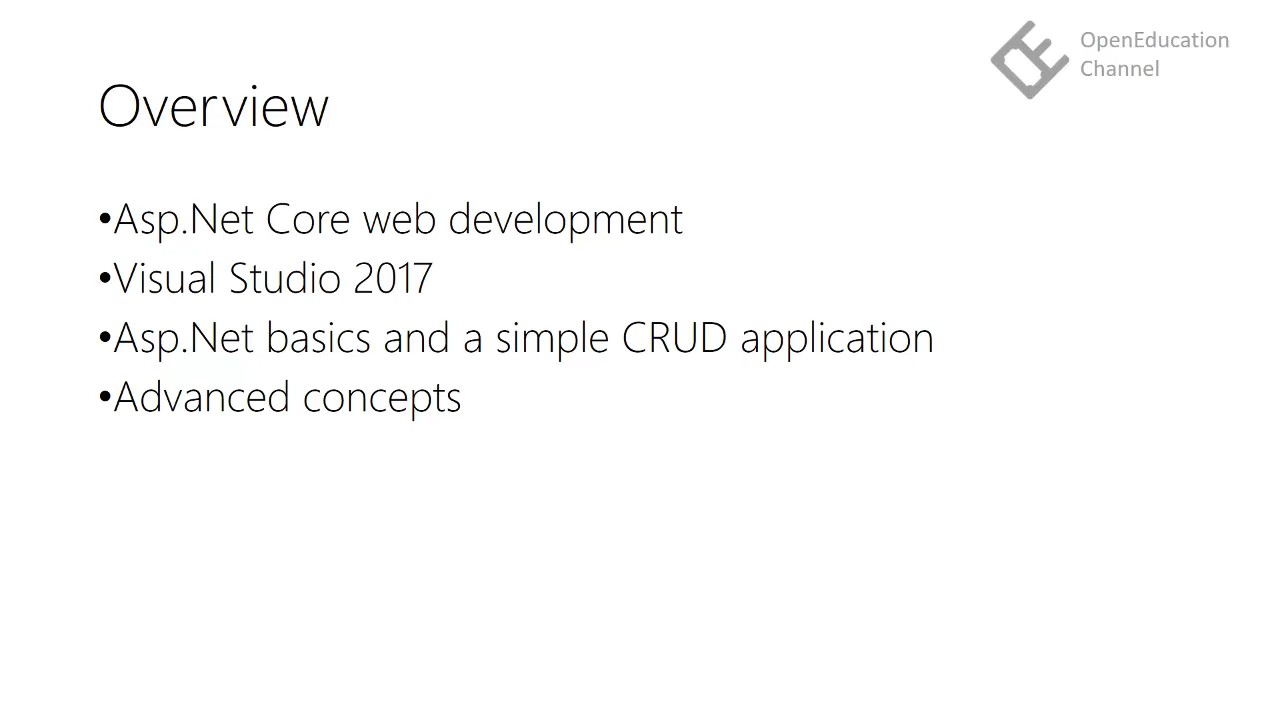 OpenEducation
Channel
Overview
•Asp.Net Core web development
•Visual Studio 2017
•Asp.Net basics and a simple CRUD application
•Advanced concepts